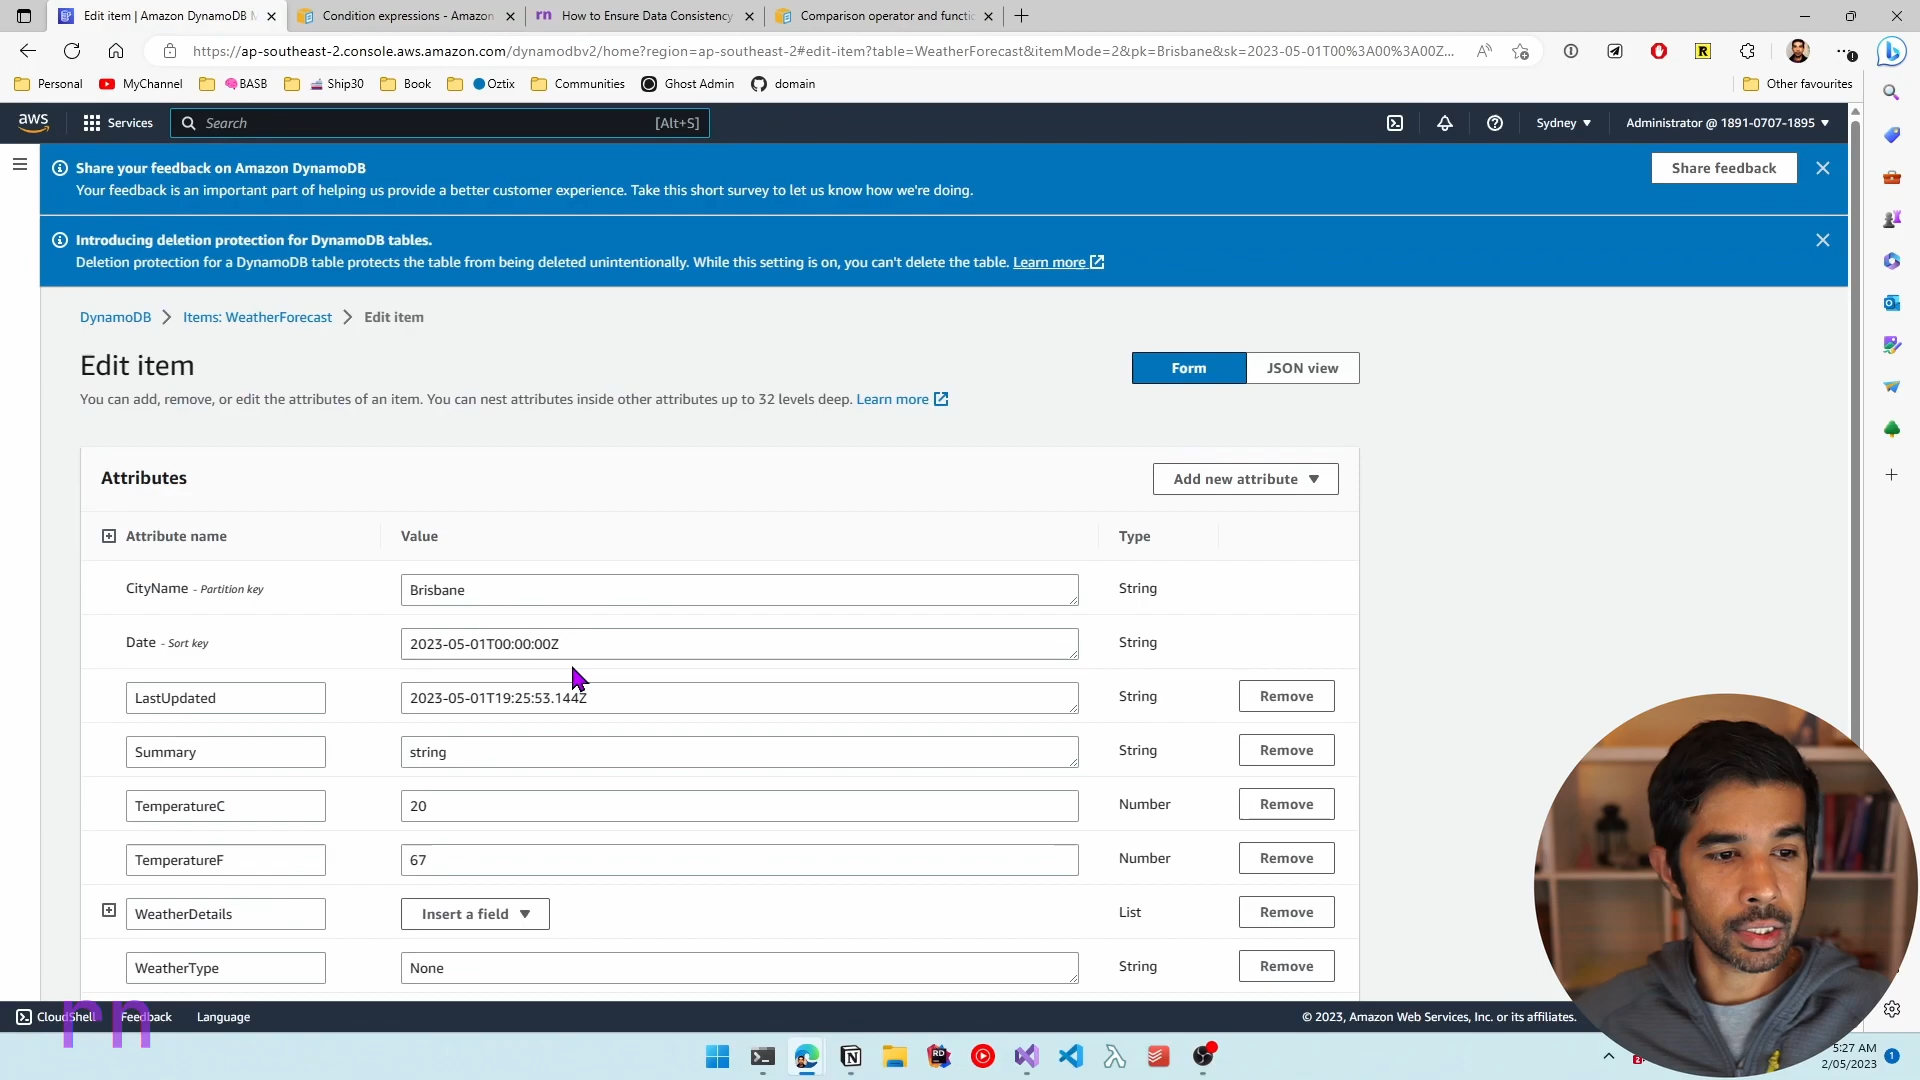 Edit item | Amazon DynamoDB M
Condition expressions - Amazon
rn How to Ensure Data Consistency
Comparison operator and functio
https://ap-southeast-2.console.aws.amazon.com/dynamodbv2/home?region=ap-southeast-2#edit-item?table=WeatherForecast&itemMode=2&pk=Brisbane&sk=2023-05-01T00%3A00%3A00Z...
Personal
MyChannel
BASB
Ship30
Book
Oztix
Communities
Ghost Admin
domain
Other favourites
aws
Services
Search
[Alt+S]
Sydney
Administrator @ 1891-0707-1895
Share your feedback on Amazon DynamoDB
Your feedback is an important part of helping us provide a better customer experience. Take this short survey to let us know how we're doing.
Share feedback
Introducing deletion protection for DynamoDB tables.
Deletion protection for a DynamoDB table protects the table from being deleted unintentionally. While this setting is on, you can't delete the table. Learn more
DynamoDB > Items: WeatherForecast > Edit item
Edit item
Form
JSON view
You can add, remove, or edit the attributes of an item. You can nest attributes inside other attributes up to 32 levels deep. Learn more
Attributes
Add new attribute
Attribute name Value Type
CityName - Partition key Brisbane String
Date - Sort key 2023-05-01T00:00:00Z String
LastUpdated 2023-05-01T19:25:53.144Z String Remove
Summary string String Remove
TemperatureC 20 Number Remove
TemperatureF 67 Number Remove
WeatherDetails Insert a field List Remove
WeatherType None String Remove
CloudShell
Feedback
Language
© 2023, Amazon Web Services, Inc. or its affiliates.
rn
5:27 AM
2/05/2023